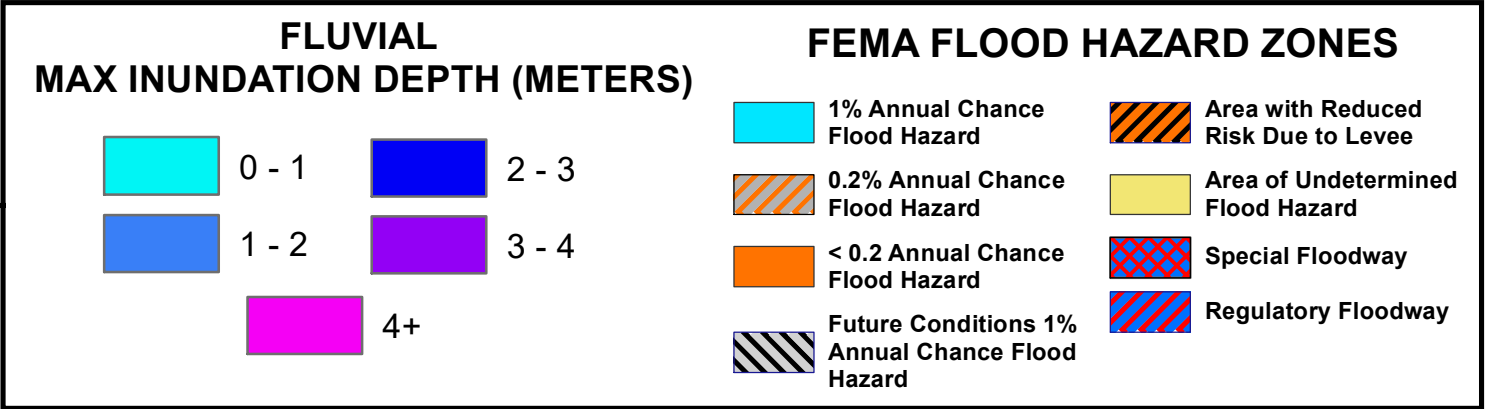 FLUVIAL
MAX INUNDATION DEPTH (METERS)
0 - 1
2 - 3
1 - 2
3 - 4
4+
FEMA FLOOD HAZARD ZONES
1% Annual Chance
Flood Hazard
0.2% Annual Chance
Flood Hazard
< 0.2 Annual Chance
Flood Hazard
Future Conditions 1%
Annual Chance Flood
Hazard
Area with Reduced
Risk Due to Levee
Area of Undetermined
Flood Hazard
Special Floodway
Regulatory Floodway